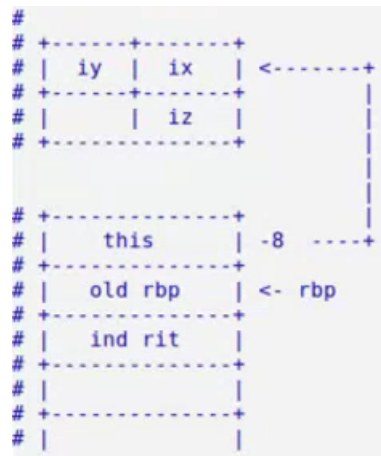 #
# +------+-------+
# |  iy  |  ix   | <-------+
# +------+-------+         |
# |      |  iz   |         |
# +--------------+         |
                           |
                           |
# +--------------+         |
# |     this     | -8  ----+
# +--------------+
# |   old rbp    | <- rbp
# +--------------+
# |   ind rit    |
# +--------------+
# |              |
# +--------------+
# |              |